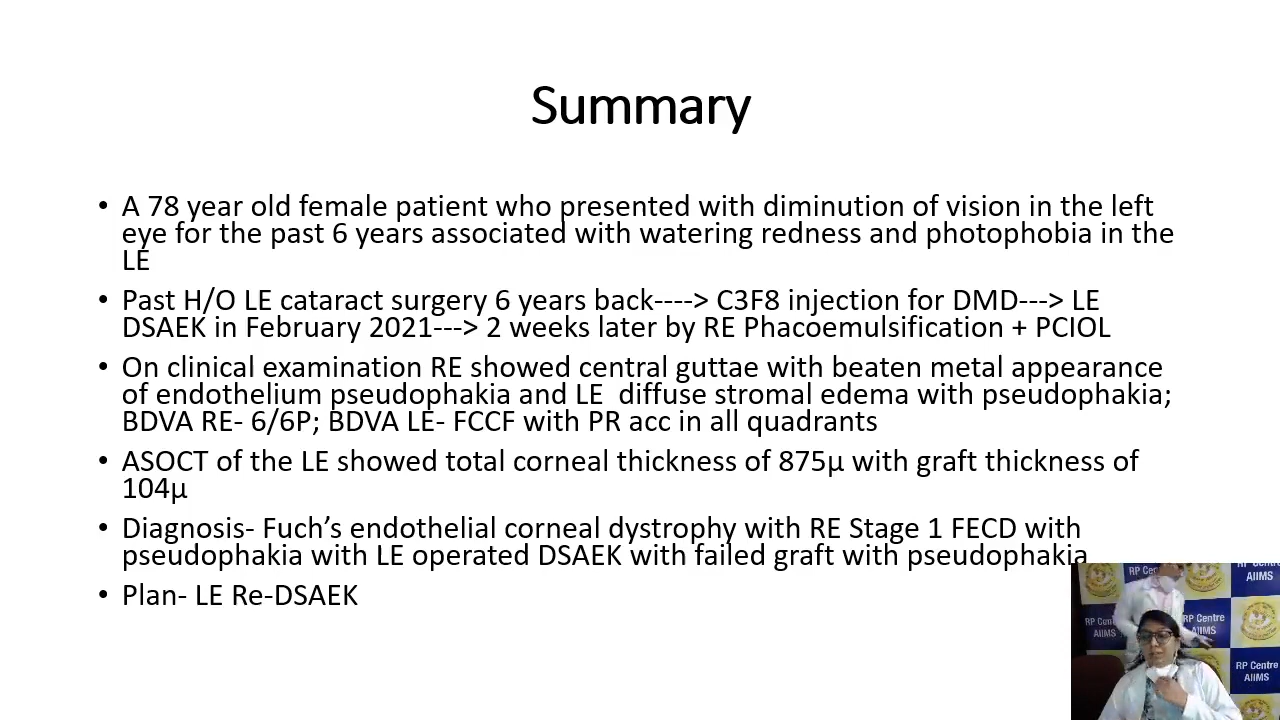 Summary
• A 78 year old female patient who presented with diminution of vision in the left
eye for the past 6 years associated with watering redness and photophobia in the
LE
• Past H/O LE cataract surgery 6 years back----> C3F8 injection for DMD---> LE
DSAEK in February 2021---> 2 weeks later by RE Phacoemulsification + PCIOL
• On clinical examination RE showed central guttae with beaten metal appearance
of endothelium pseudophakia and LE  diffuse stromal edema with pseudophakia;
BDVA RE- 6/6P; BDVA LE- FCCF with PR acc in all quadrants
• ASOCT of the LE showed total corneal thickness of 875µ with graft thickness of
104µ
• Diagnosis- Fuch’s endothelial corneal dystrophy with RE Stage 1 FECD with
pseudophakia with LE operated DSAEK with failed graft with pseudophakia
• Plan- LE Re-DSAEK
RP
AIIMS
RP Centre
AIIMS
RP Centre
AIIMS
RP Centre
AIIMS